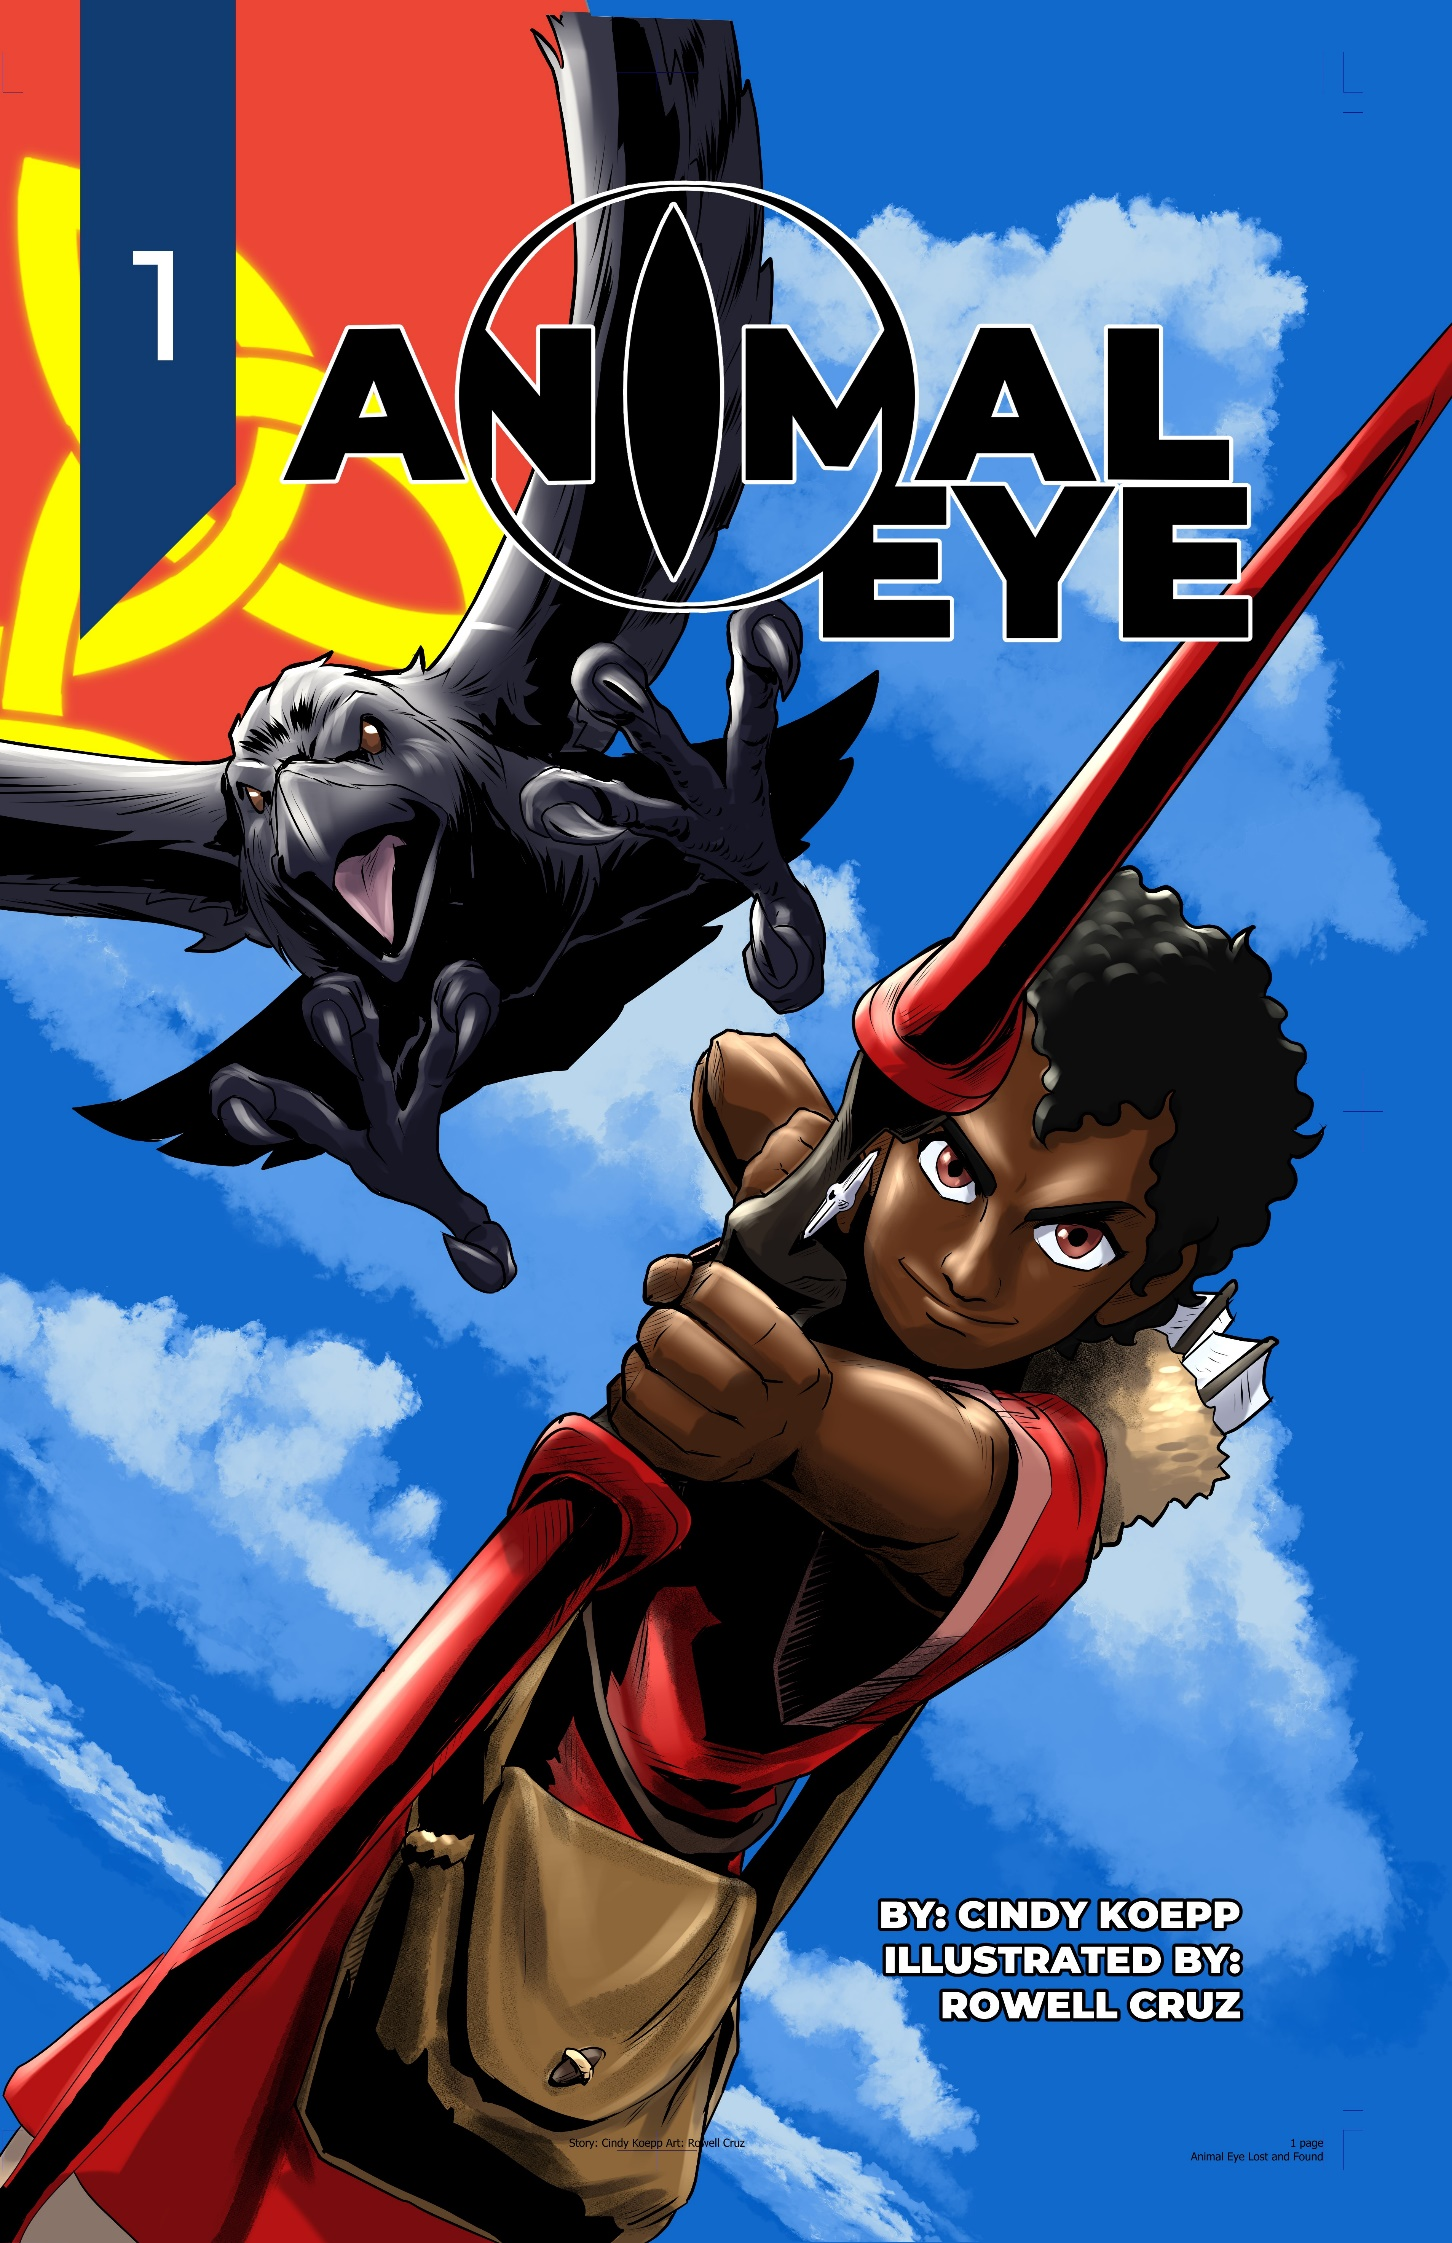 1
ANIMAL
EYE
BY: CINDY KOEPP
ILLUSTRATED BY:
ROWELL CRUZ
Story: Cindy Koepp Art: Rowell Cruz
1 page
Animal Eye Lost and Found